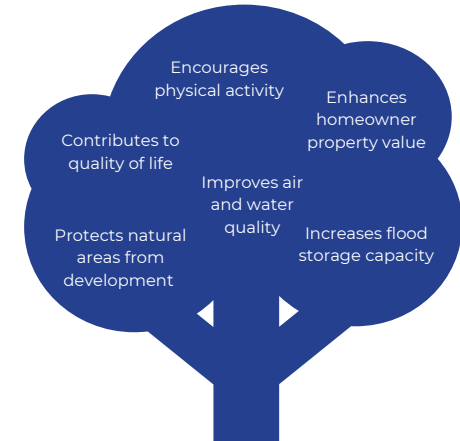 Encourages
physical activity
Enhances
homeowner
property value
Contributes to
quality of life
Improves air
and water
quality
Protects natural
areas from
development
Increases flood
storage capacity